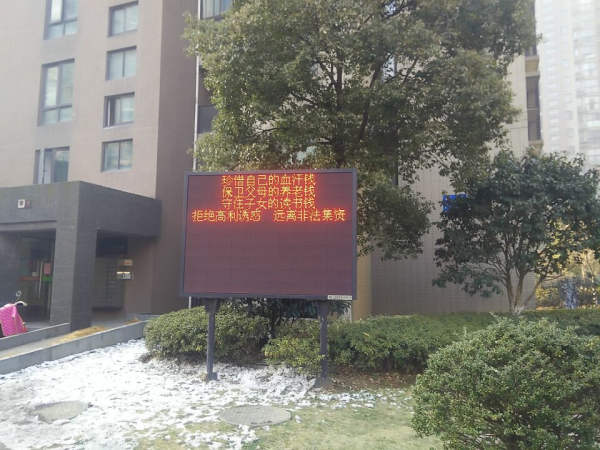 珍惜自己的血汗钱
保卫父母的养老钱
守住子女的读书钱
拒绝高利诱惑 远离非法集资